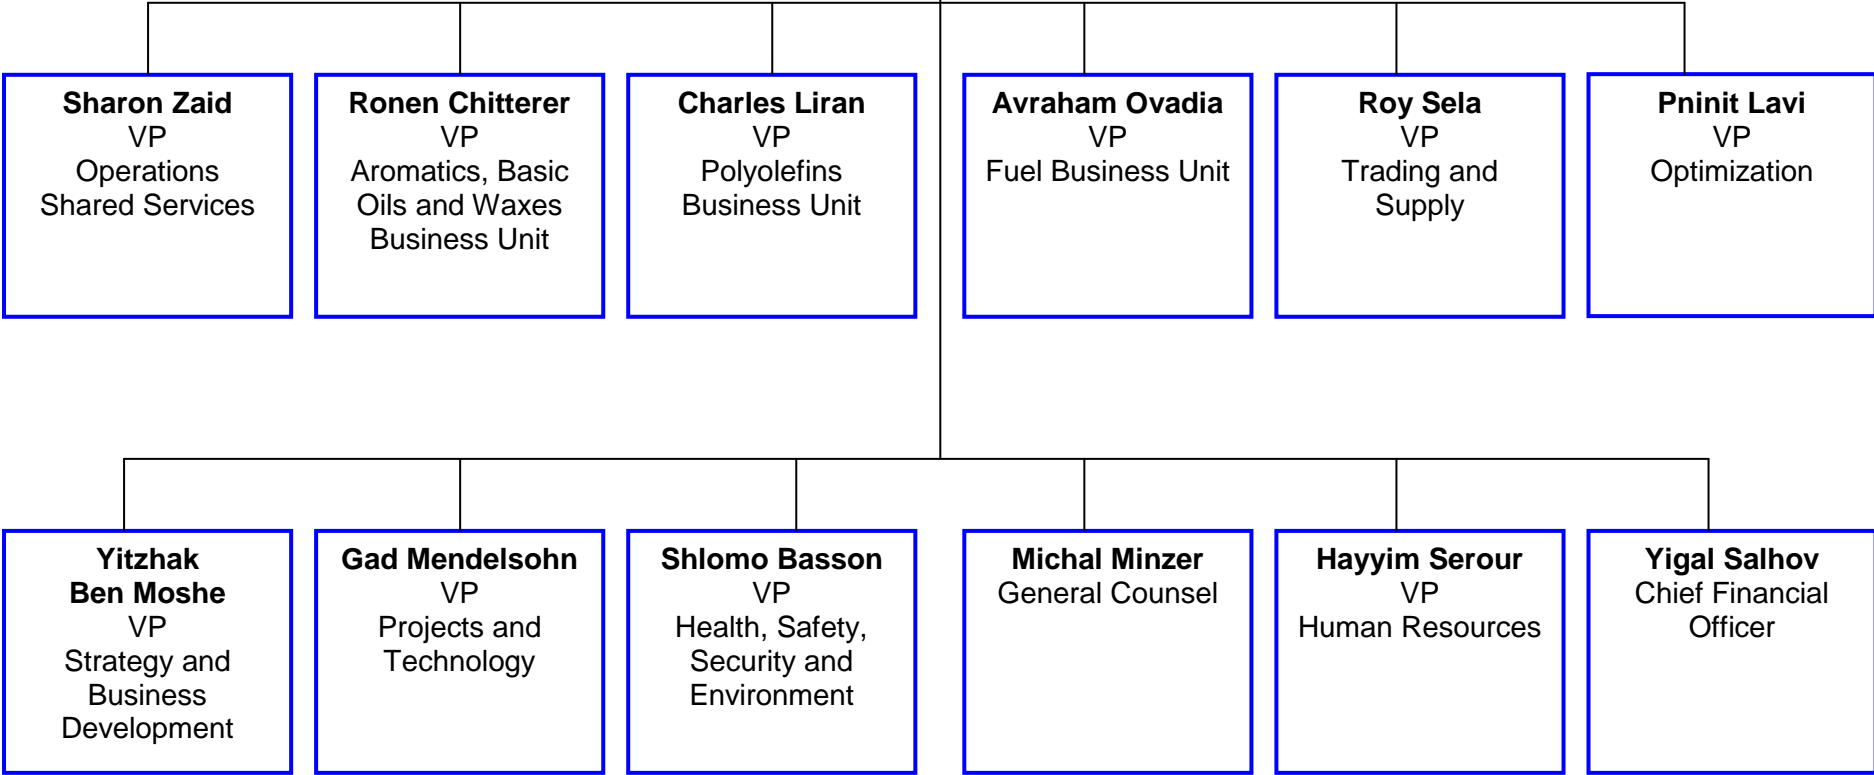 Sharon Zaid
VP
Operations
Shared Services
Ronen Chitterer
VP
Aromatics, Basic
Oils and Waxes
Business Unit
Charles Liran
VP
Polyolefins
Business Unit
Avraham Ovadia
VP
Fuel Business Unit
Roy Sela
VP
Trading and
Supply
Pninit Lavi
VP
Optimization
Yitzhak
Ben Moshe
VP
Strategy and
Business
Development
Gad Mendelsohn
VP
Projects and
Technology
Shlomo Basson
VP
Health, Safety,
Security and
Environment
Michal Minzer
General Counsel
Hayyim Serour
VP
Human Resources
Yigal Salhov
Chief Financial
Officer